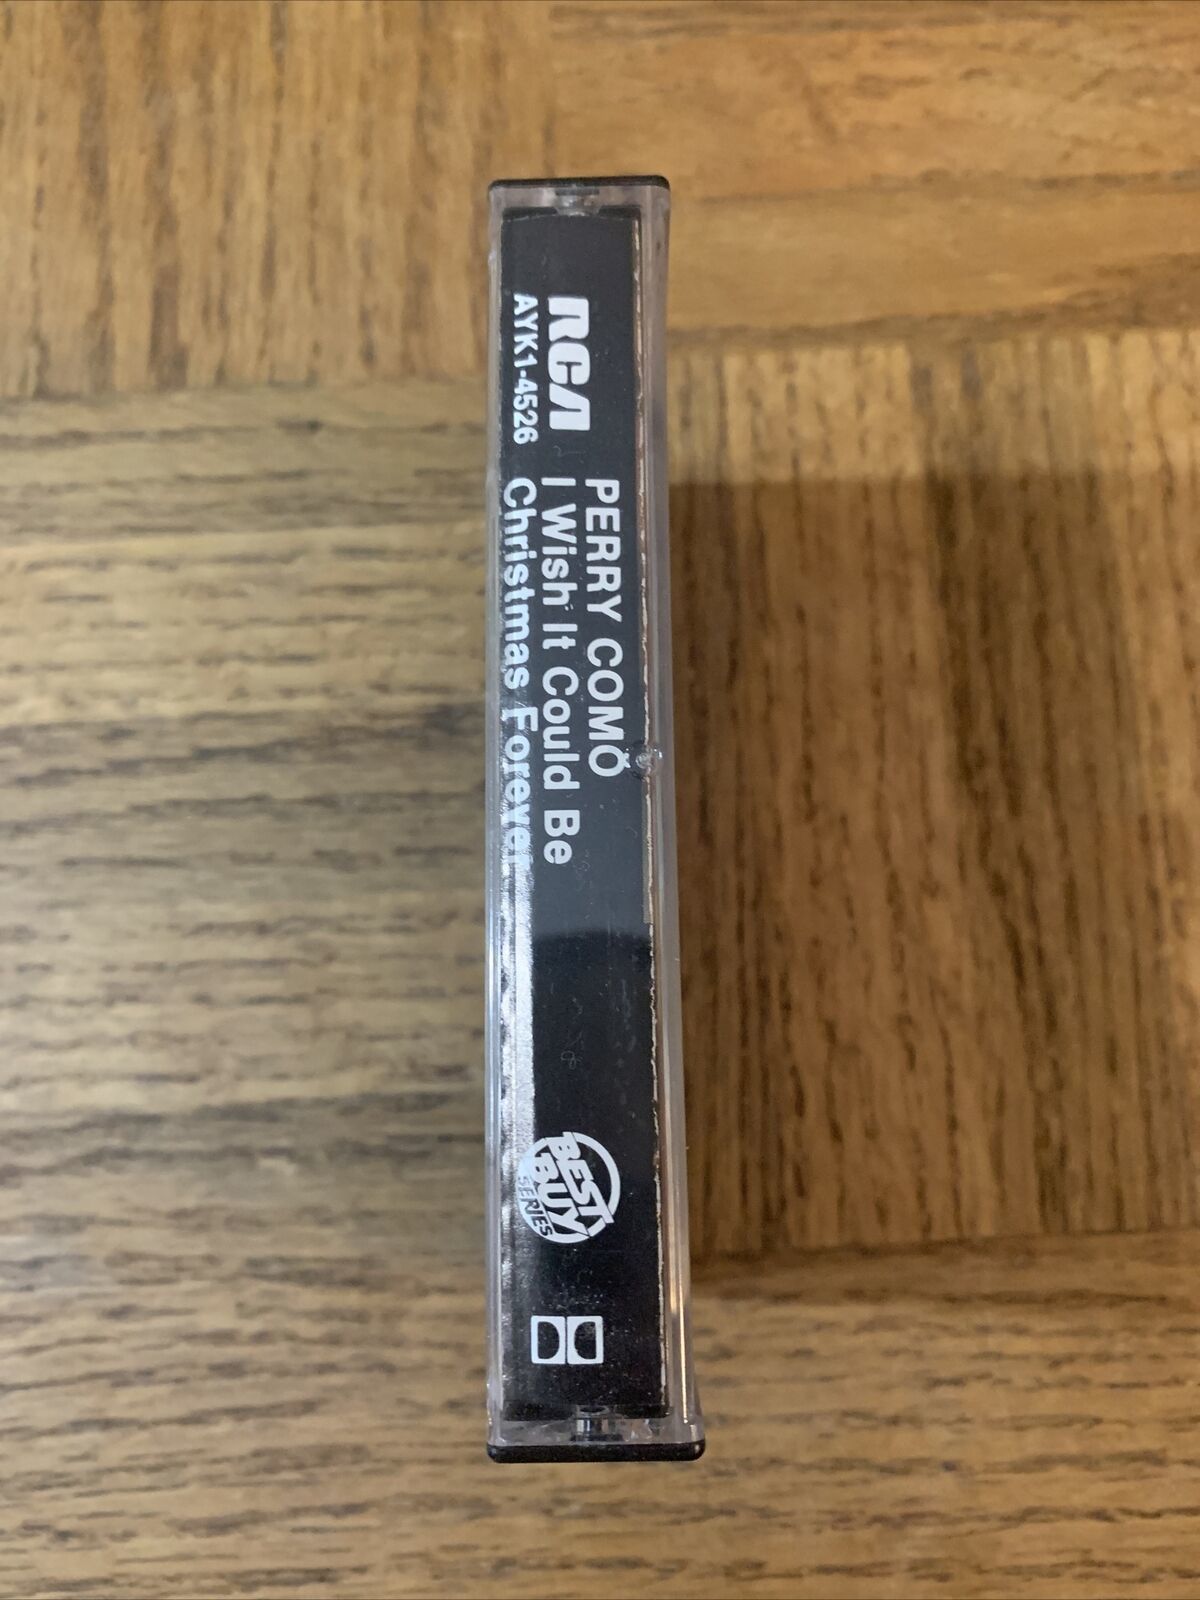 RCA
AYK1-4526
PERRY COMO
I Wish It Could Be
Christmas Forever
BEST
BUY
SERIES